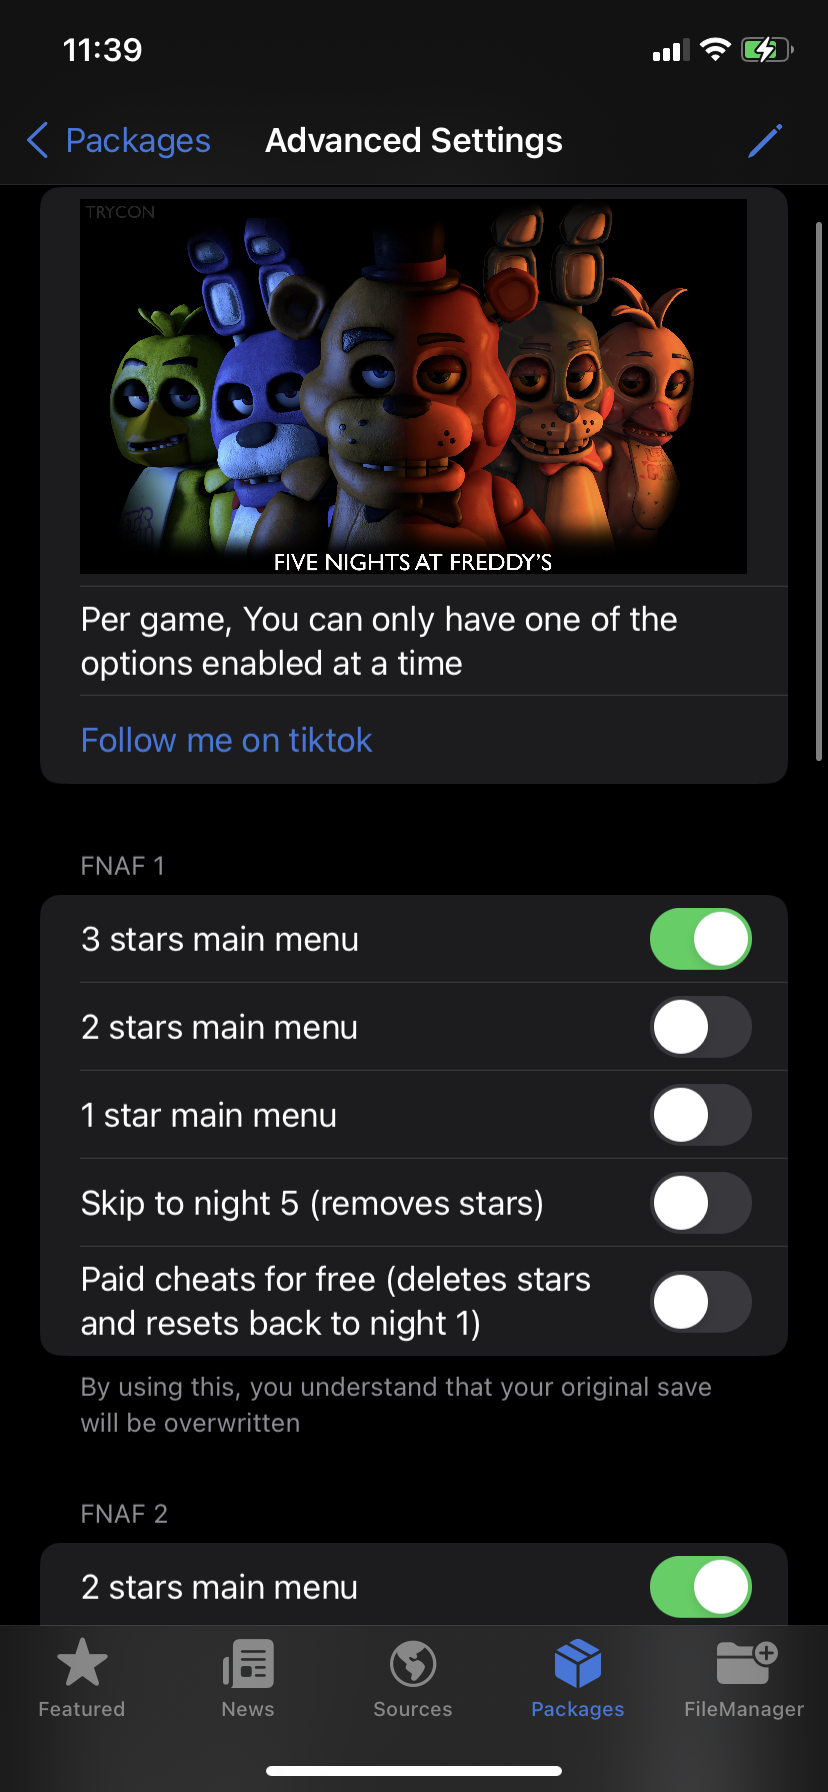 11:39
Packages
Advanced Settings
TRYCON
FIVE NIGHTS AT FREDDY'S
Per game, You can only have one of the
options enabled at a time
Follow me on tiktok
FNAF 1
3 stars main menu
2 stars main menu
1 star main menu
Skip to night 5 (removes stars)
Paid cheats for free (deletes stars
and resets back to night 1)
By using this, you understand that your original save
will be overwritten
FNAF 2
2 stars main menu
Featured
News
Sources
Packages
FileManager